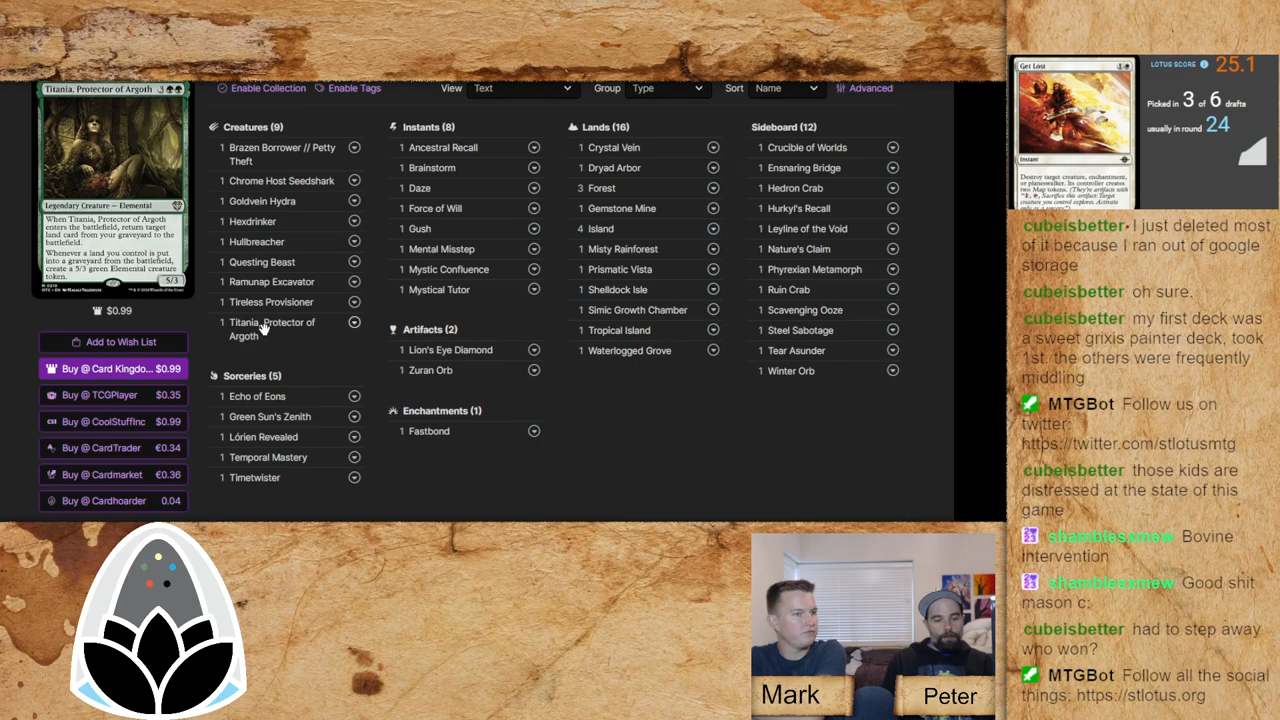 Titania, Protector of Argoth 3
Legendary Creature — Elemental
When Titania, Protector of Argoth
enters the battlefield, return target
land card from your graveyard to the
battlefield.
Whenever a land you control is put
into a graveyard from the battlefield,
create a 5/3 green Elemental creature
token.
5/3
$0.99
Add to Wish List
Buy @ Card Kingdo... $0.99
Buy @ TCGPlayer $0.35
Buy @ CoolStuffInc $0.99
Buy @ CardTrader €0.34
Buy @ Cardmarket €0.36
Buy @ Cardhoarder 0.04
Enable Collection Enable Tags View Text Group Type Sort Name Advanced
Creatures (9)
1 Brazen Borrower // Petty
Theft
1 Chrome Host Seedshark
1 Goldvein Hydra
1 Hexdrinker
1 Hullbreacher
1 Questing Beast
1 Ramunap Excavator
1 Tireless Provisioner
1 Titania, Protector of
Argoth
Sorceries (5)
1 Echo of Eons
1 Green Sun's Zenith
1 Lórien Revealed
1 Temporal Mastery
1 Timetwister
Instants (8)
1 Ancestral Recall
1 Brainstorm
1 Daze
1 Force of Will
1 Gush
1 Mental Misstep
1 Mystic Confluence
1 Mystical Tutor
Artifacts (2)
1 Lion's Eye Diamond
1 Zuran Orb
Enchantments (1)
1 Fastbond
Lands (16)
1 Crystal Vein
1 Dryad Arbor
3 Forest
1 Gemstone Mine
4 Island
1 Misty Rainforest
1 Prismatic Vista
1 Shelldock Isle
1 Simic Growth Chamber
1 Tropical Island
1 Waterlogged Grove
Sideboard (12)
1 Crucible of Worlds
1 Ensnaring Bridge
1 Hedron Crab
1 Hurkyl's Recall
1 Leyline of the Void
1 Nature's Claim
1 Phyrexian Metamorph
1 Ruin Crab
1 Scavenging Ooze
1 Steel Sabotage
1 Tear Asunder
1 Winter Orb
Get Lost 1
Instant
Destroy target creature, enchantment,
or planeswalker. Its controller creates
two Map tokens.
LOTUS SCORE 25.1
Picked in 3 of 6 drafts
usually in round 24
cubeisbetter: I just deleted most
of it because I ran out of google
storage
cubeisbetter oh sure.
cubeisbetter my first deck was
a sweet grixis painter deck, took
1st. the others were frequently
middling
MTGBot Follow us on
twitter:
https://twitter.com/stlotusmtg
cubeisbetter those kids are
distressed at the state of this
game
shamblesxmew Bovine
intervention
shamblesxmew Good shit
mason c:
cubeisbetter had to step away
who won?
MTGBot Follow all the social
things: https://stlotus.org
Mark
Peter